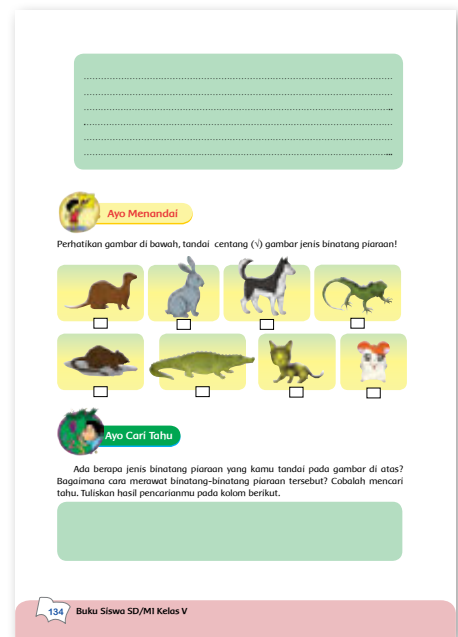 Ayo Menandai
Perhatikan gambar di bawah, tandai centang (√) gambar jenis binatang piaraan!
Ayo Cari Tahu
Ada berapa jenis binatang piaraan yang kamu tandai pada gambar di atas?
Bagaimana cara merawat binatang-binatang piaraan tersebut? Cobalah mencari
tahu. Tuliskan hasil pencarianmu pada kolom berikut.
134 Buku Siswa SD/MI Kelas V